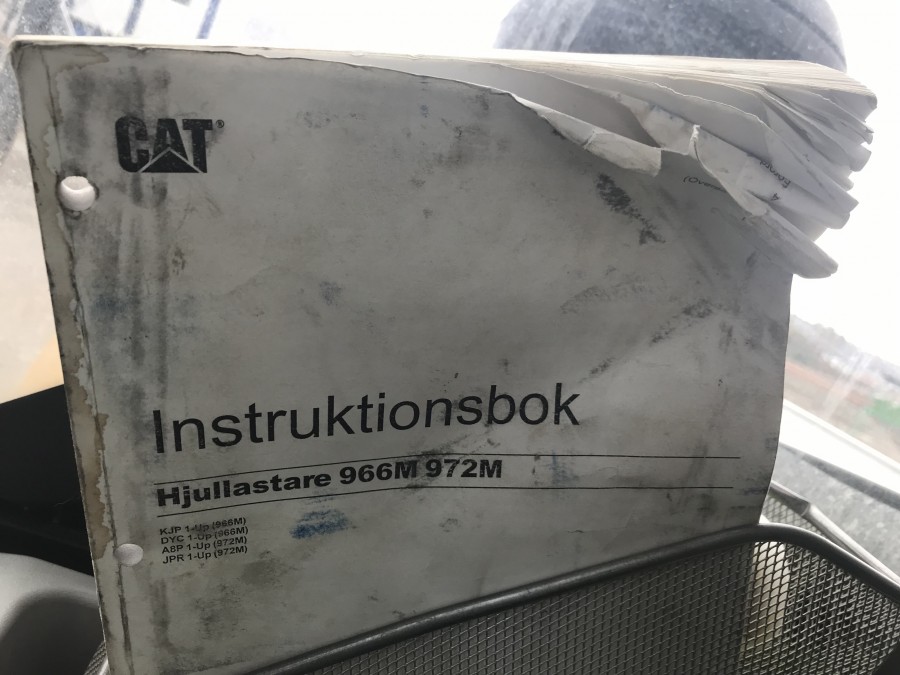 CAT®
Instruktionsbok
Hjullastare 966M 972M
KJP 1-Up (966M)
DYC 1-Up (966M)
A8P 1-Up (972M)
JPR 1-Up (972M)